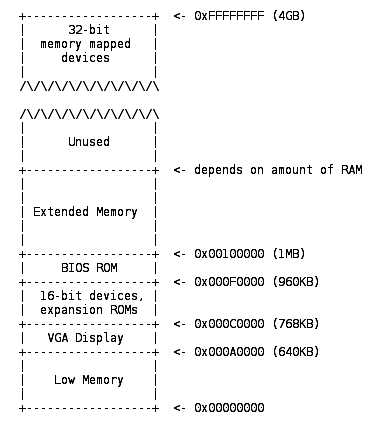 +------------------+  <- 0xFFFFFFFF (4GB)
|      32-bit      |
|  memory mapped   |
|     devices      |
|                  |
/\/\/\/\/\/\/\/\/\/\

/\/\/\/\/\/\/\/\/\/\
|                  |
|      Unused      |
|                  |
+------------------+  <- depends on amount of RAM
|                  |
|                  |
| Extended Memory  |
|                  |
|                  |
+------------------+  <- 0x00100000 (1MB)
|     BIOS ROM     |
+------------------+  <- 0x000F0000 (960KB)
|  16-bit devices, |
|  expansion ROMs  |
+------------------+  <- 0x000C0000 (768KB)
|   VGA Display    |
+------------------+  <- 0x000A0000 (640KB)
|                  |
|    Low Memory    |
|                  |
+------------------+  <- 0x00000000